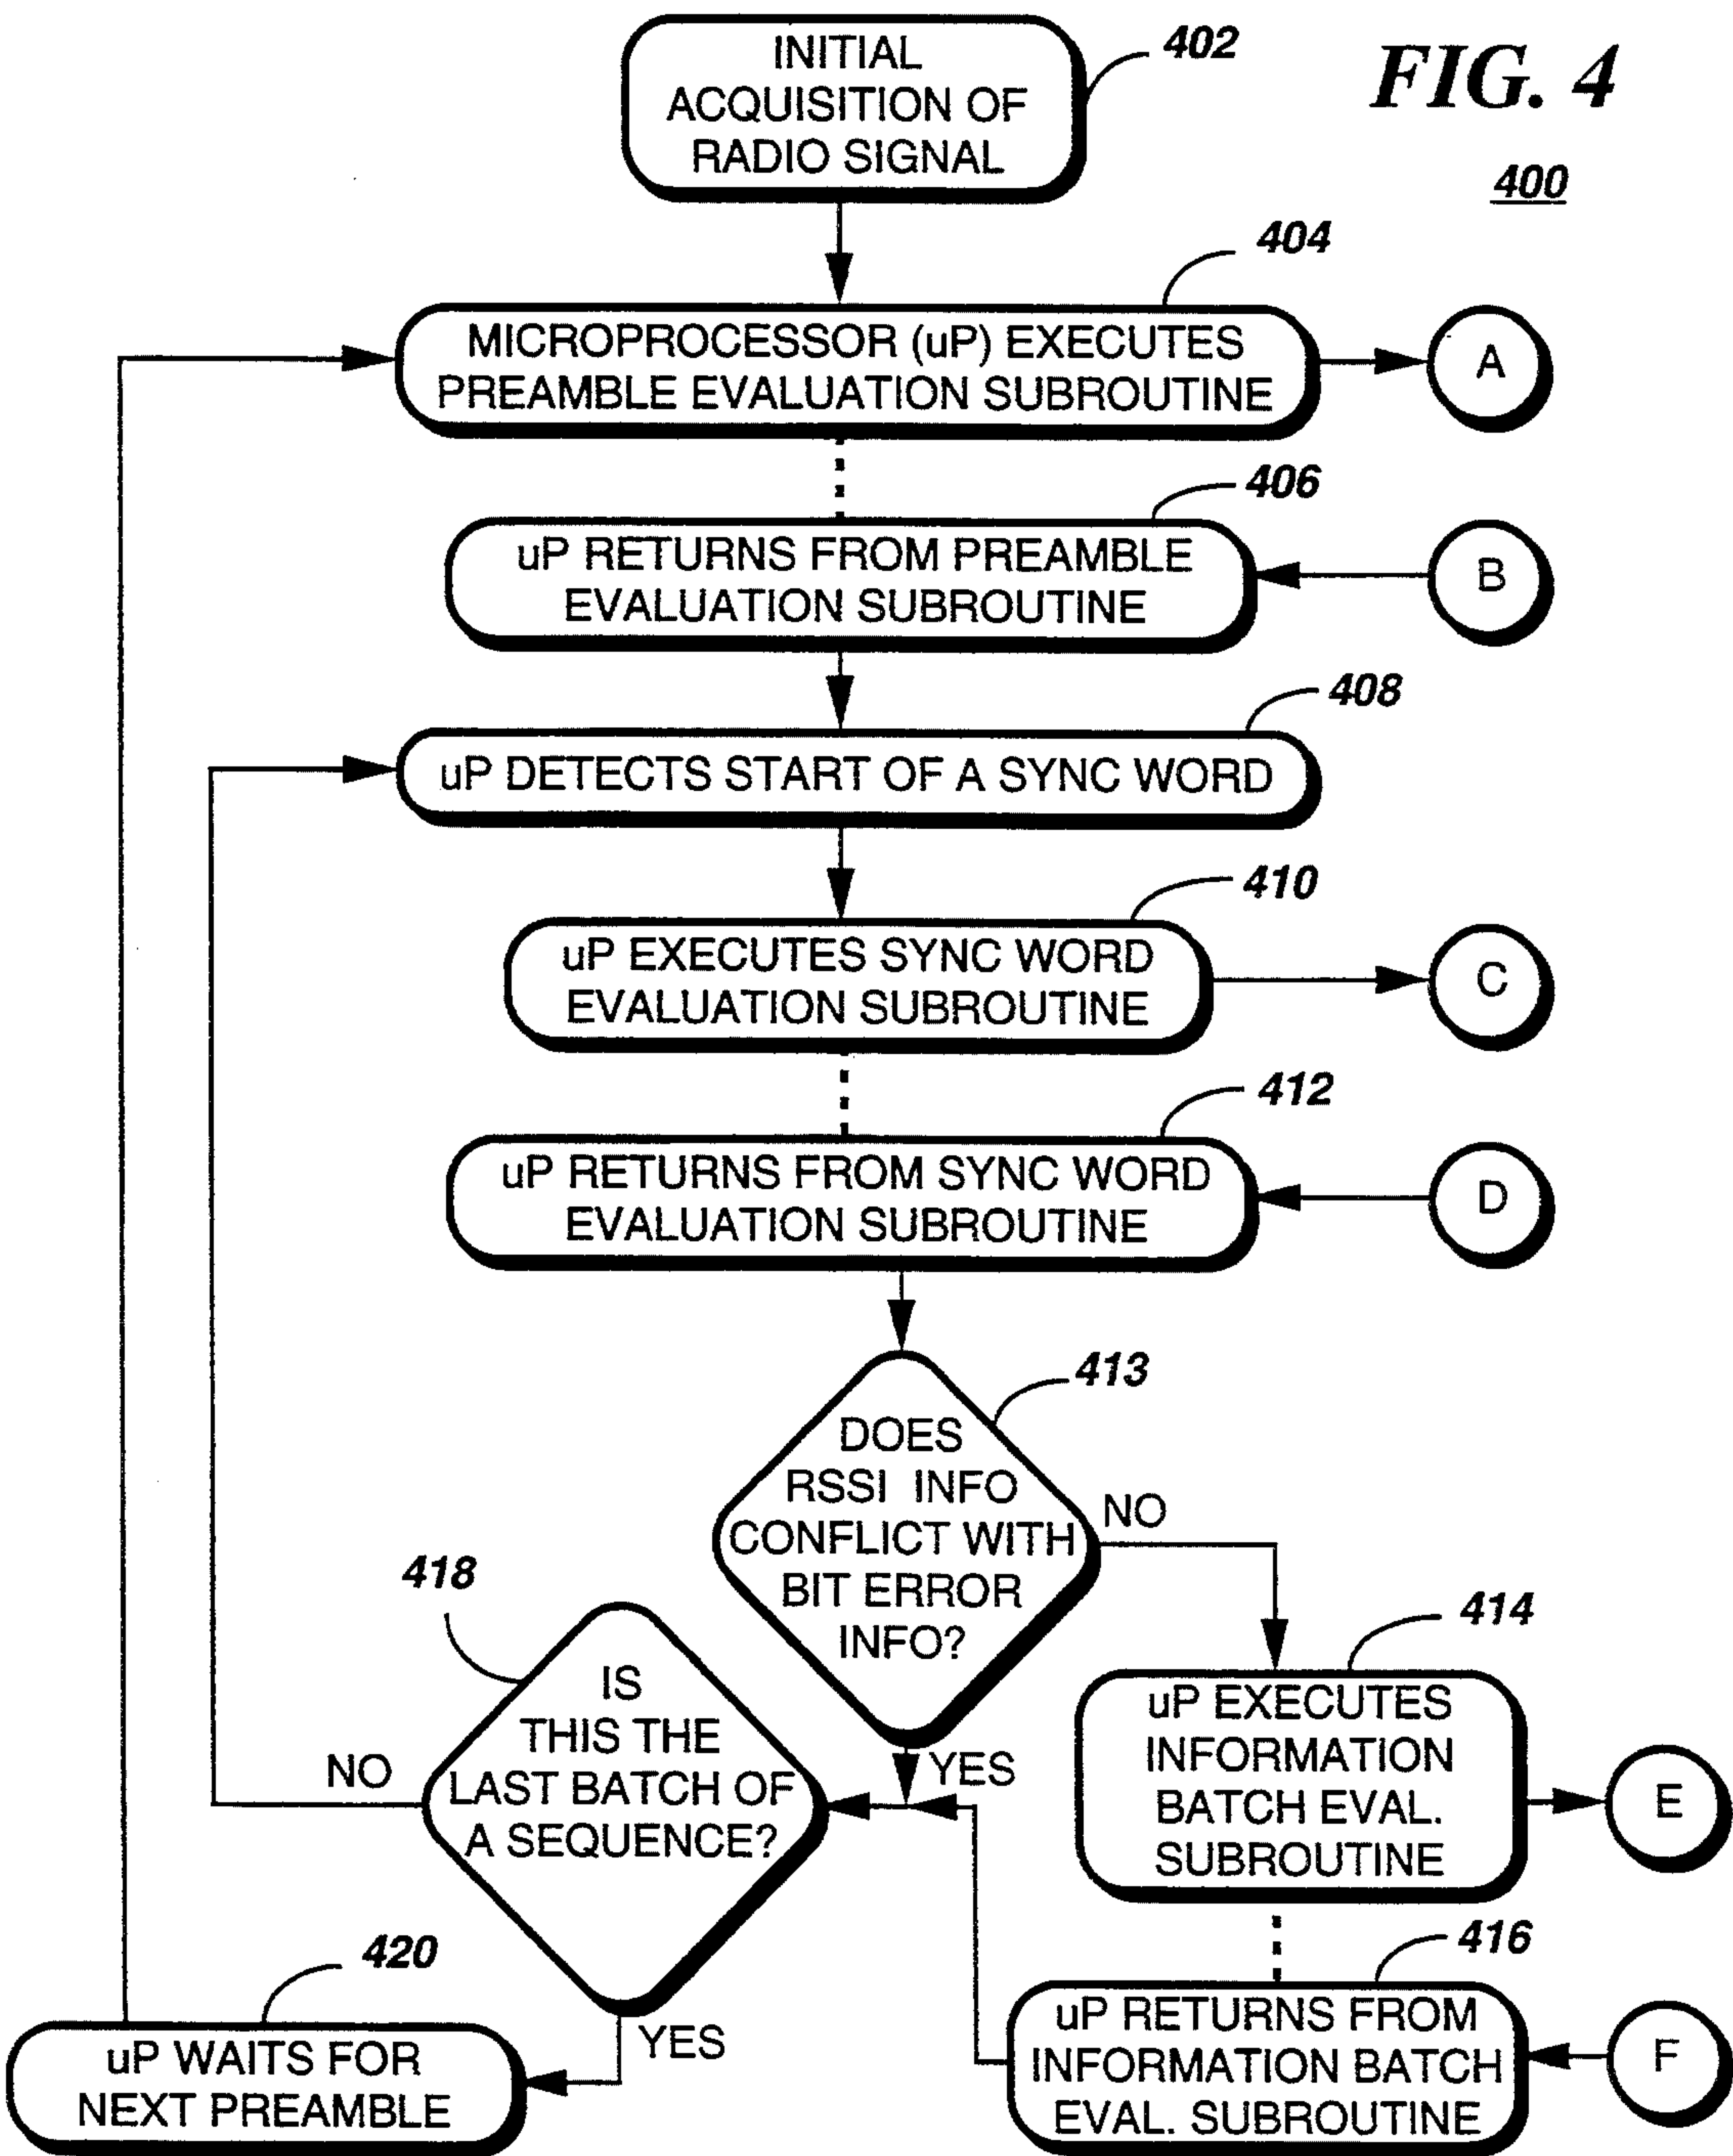 INITIAL
ACQUISITION OF
RADIO SIGNAL
402
FIG. 4
400
404
MICROPROCESSOR (uP) EXECUTES
PREAMBLE EVALUATION SUBROUTINE
A
406
uP RETURNS FROM PREAMBLE
EVALUATION SUBROUTINE
B
408
uP DETECTS START OF A SYNC WORD
410
uP EXECUTES SYNC WORD
EVALUATION SUBROUTINE
C
412
uP RETURNS FROM SYNC WORD
EVALUATION SUBROUTINE
D
413
DOES
RSSI INFO
CONFLICT WITH
BIT ERROR
INFO?
NO
YES
414
uP EXECUTES
INFORMATION
BATCH EVAL.
SUBROUTINE
E
416
uP RETURNS FROM
INFORMATION BATCH
EVAL. SUBROUTINE
F
418
IS
THIS THE
LAST BATCH OF
A SEQUENCE?
NO
YES
420
uP WAITS FOR
NEXT PREAMBLE